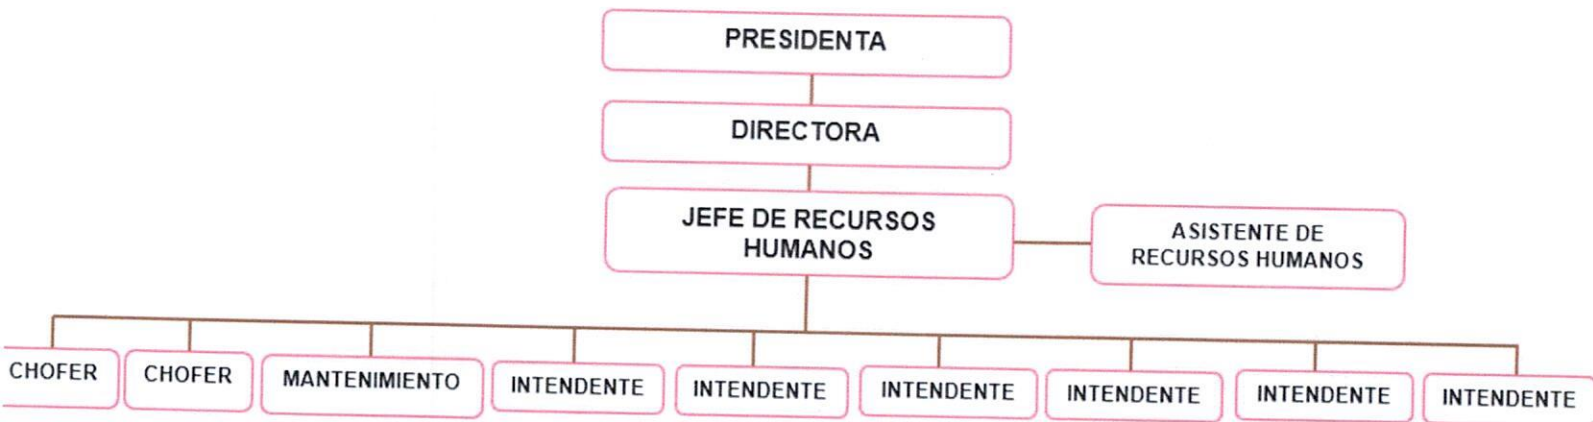 PRESIDENTA
DIRECTORA
JEFE DE RECURSOS
HUMANOS
ASISTENTE DE
RECURSOS HUMANOS
CHOFER
CHOFER
MANTENIMIENTO
INTENDENTE
INTENDENTE
INTENDENTE
INTENDENTE
INTENDENTE
INTENDENTE